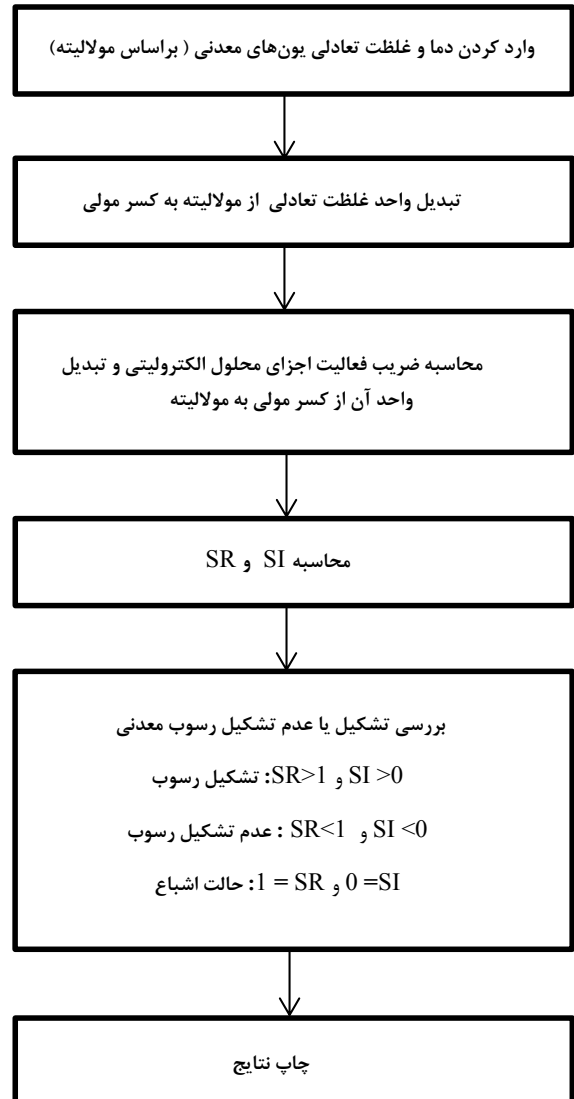 وارد کردن دما و غلظت تعادلی یون‌های معدنی ( براساس مولالیته)
تبدیل واحد غلظت تعادلی از مولالیته به کسر مولی
محاسبه ضریب فعالیت اجزای محلول الکترولیتی و تبدیل
واحد آن از کسر مولی به مولالیته
محاسبه SI و SR
بررسی تشکیل یا عدم تشکیل رسوب معدنی
SI >0 و SR>1: تشکیل رسوب
SI <0 و SR<1 : عدم تشکیل رسوب
SI= 0 و SR = 1: حالت اشباع
چاپ نتایج